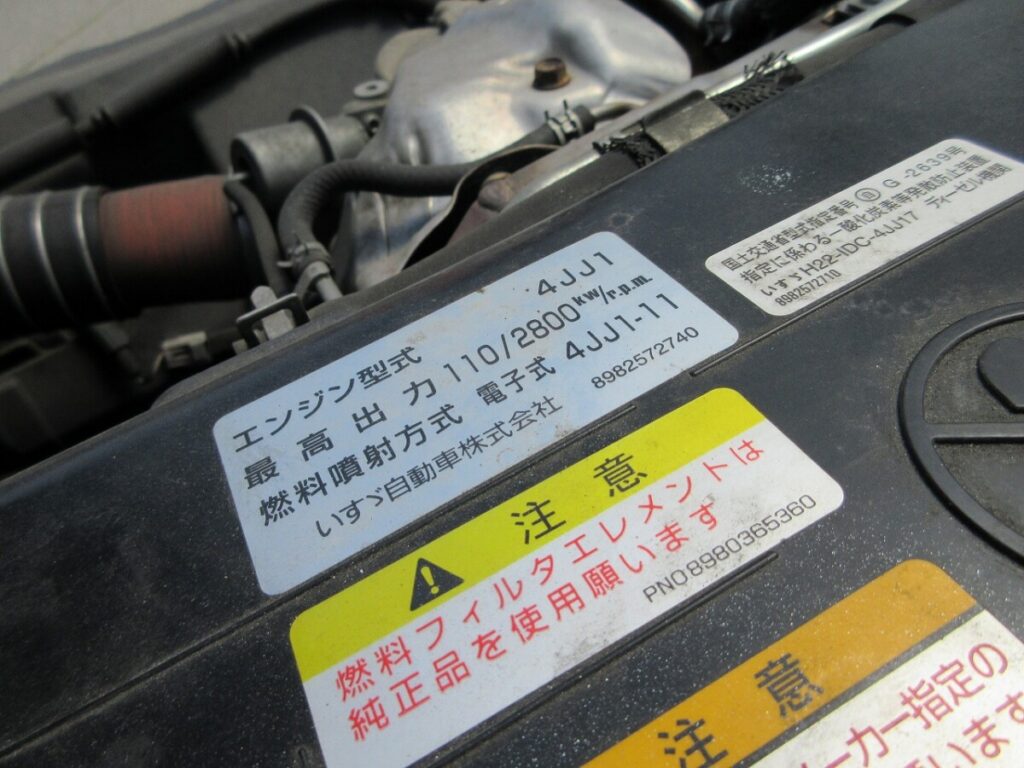 エンジン型式 4JJ1
最高出力 110/2800kw/r.p.m.
燃料噴射方式 電子式 4JJ1-11
いすゞ自動車株式会社 8982572740
国土交通省型式指定番号 G-2639号
指定に係わる一酸化炭素等発散防止装置
いすゞ H22-IDC-4JJ17 ディーゼル機関
8982572710
注意
燃料フィルタエレメントは
純正品を使用願います
PNO8980365360
注意
メーカー指定の
います